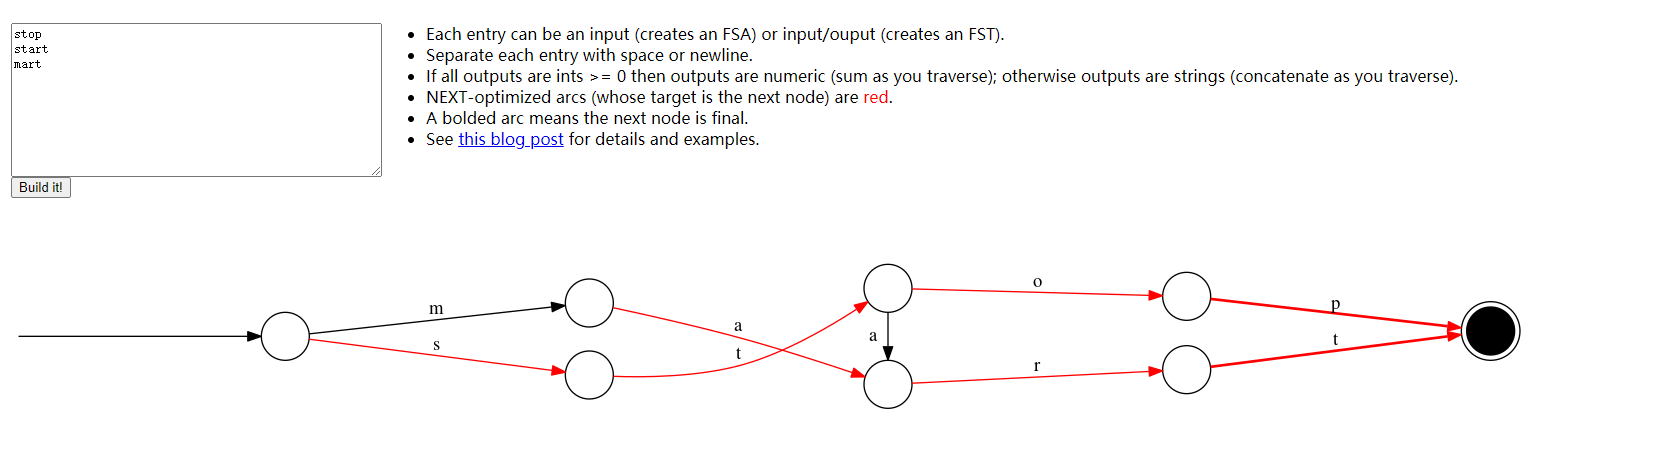 stop
start
mart
Build it!
Each entry can be an input (creates an FSA) or input/ouput (creates an FST).
Separate each entry with space or newline.
If all outputs are ints >= 0 then outputs are numeric (sum as you traverse); otherwise outputs are strings (concatenate as you traverse).
NEXT-optimized arcs (whose target is the next node) are red.
A bolded arc means the next node is final.
See this blog post for details and examples.
m
s
a
t
a
o
r
p
t